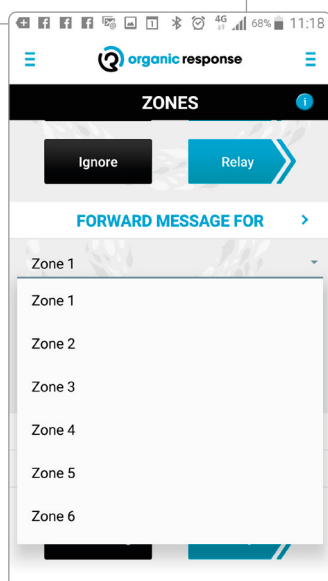 4G 68% 11:18
organic response
ZONES i
Ignore Relay
FORWARD MESSAGE FOR >
Zone 1
Zone 1
Zone 2
Zone 3
Zone 4
Zone 5
Zone 6